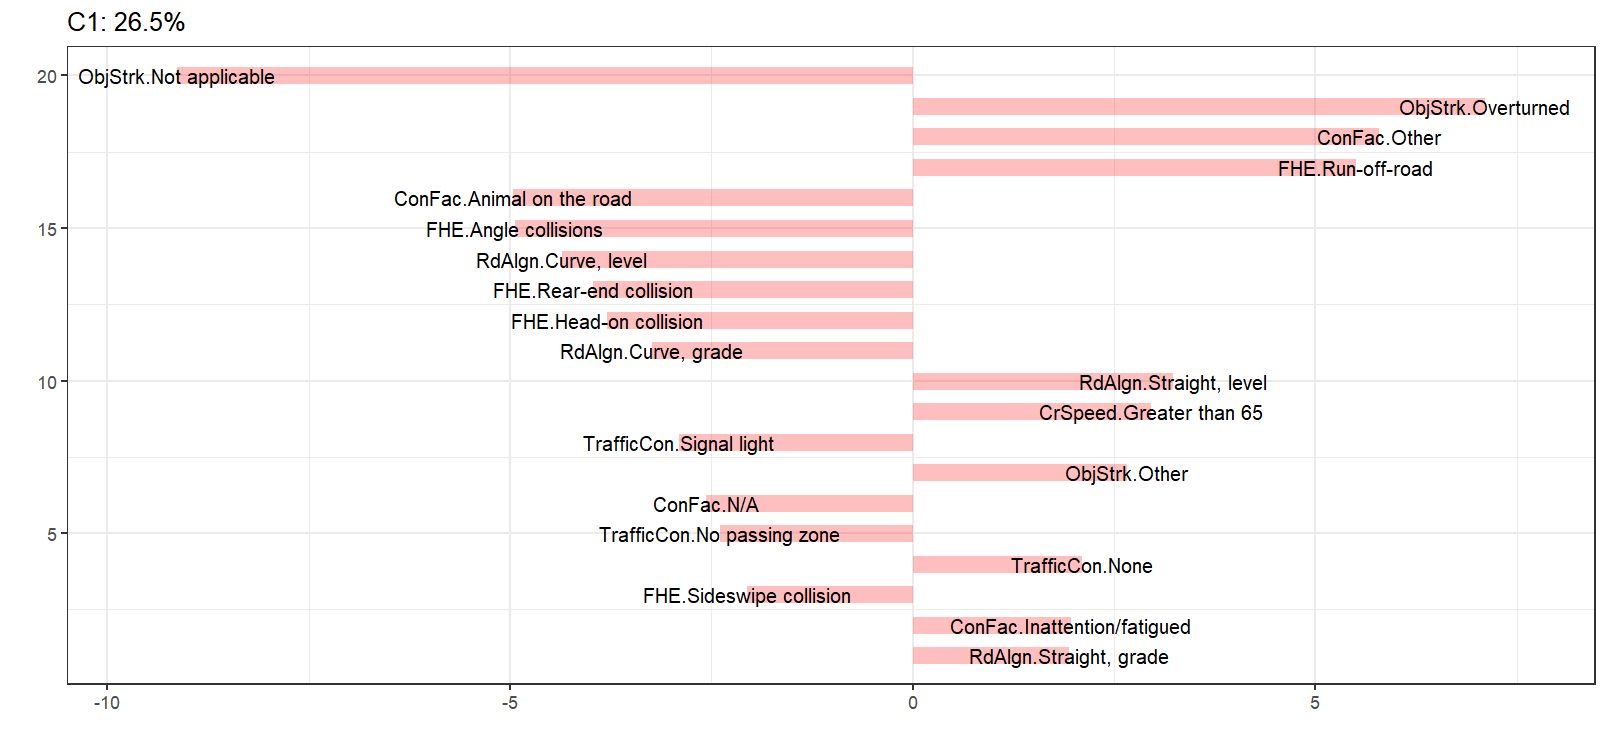 C1: 26.5%
20
ObjStrk.Not applicable
ObjStrk.Overturned
ConFac.Other
FHE.Run-off-road
ConFac.Animal on the road
15
FHE.Angle collisions
RdAlgn.Curve, level
FHE.Rear-end collision
FHE.Head-on collision
RdAlgn.Curve, grade
10
RdAlgn.Straight, level
CrSpeed.Greater than 65
TrafficCon.Signal light
ObjStrk.Other
ConFac.N/A
5
TrafficCon.No passing zone
TrafficCon.None
FHE.Sideswipe collision
ConFac.Inattention/fatigued
RdAlgn.Straight, grade
-10 -5 0 5